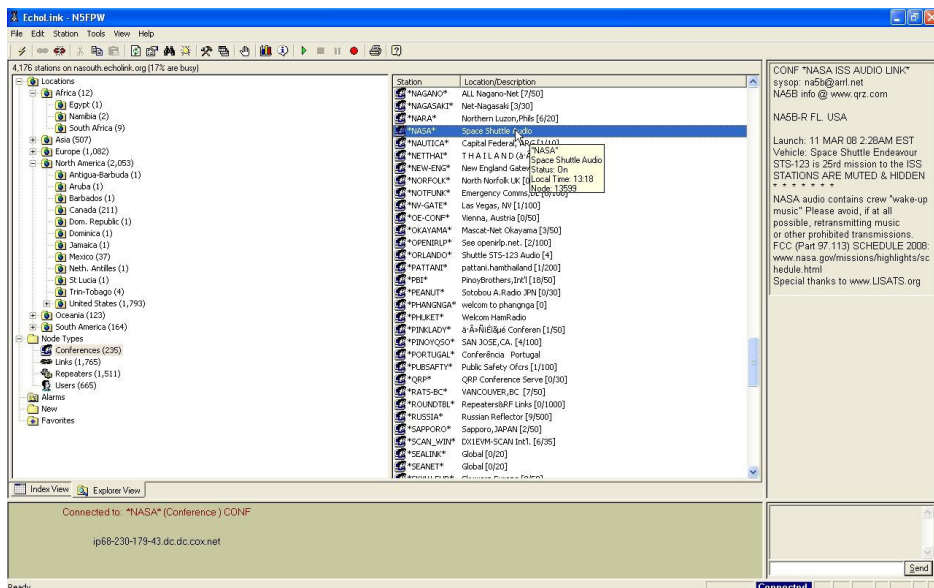 EchoLink - N5FPW
File Edit Station Tools View Help
4,176 stations on nasouth.echolink.org (17% are busy)
Locations
Africa (12)
Egypt (1)
Namibia (2)
South Africa (9)
Asia (507)
Europe (1,082)
North America (2,053)
Antigua-Barbuda (1)
Aruba (1)
Barbados (1)
Canada (211)
Dom. Republic (1)
Dominica (1)
Jamaica (1)
Mexico (37)
Neth. Antilles (1)
St Lucia (1)
Trin-Tobago (4)
United States (1,793)
Oceania (123)
South America (164)
Node Types
Conferences (235)
Links (1,765)
Repeaters (1,511)
Users (665)
Alarms
New
Favorites
Station Location/Description
*NAGANO* ALL Nagano-Net [7/50]
*NAGASAKI* Net-Nagasaki [3/30]
*NARA* Northern Luzon,Phils [6/20]
*NASA* Space Shuttle Audio
*NAUTICA* Capital Federal, ARG [1/10]
*NETTHAI* T H A I L A N D
*NEW-ENG* New England
*NORFOLK* North Norfolk UK
*NOTFUNK* Emergency Comms,
*NV-GATE* Las Vegas, NV [1/100]
*OE-CONF* Vienna, Austria [0/50]
*OKAYAMA* Mascat-Net Okayama [3/50]
*OPENIRLP* See openirlp.net. [2/100]
*ORLANDO* Shuttle STS-123 Audio [4]
*PATTANI* pattani.hamthailand [1/200]
*PBI* PinoyBrothers,Int'l [18/50]
*PEANUT* Sotobou A.Radio JPN [0/30]
*PHANGNGA* welcom to phangnga [0]
*PHUKET* Welcom HamRadio
*PINKLADY* Conferen [1/50]
*PINOYQSO* SAN JOSE,CA. [4/100]
*PORTUGAL* Conferência Portugal
*PUBSAFTY* Public Safety Ofcrs [1/100]
*QRP* QRP Conference Serve [0/30]
*RATS-BC* VANCOUVER,BC [7/50]
*ROUNDTBL* Repeaters&RF Links [0/1000]
*RUSSIA* Russian Reflector [9/500]
*SAPPORO* Sapporo,JAPAN [2/50]
*SCAN_WIN* DX1EVM-SCAN Int'l. [6/35]
*SEALINK* Global [0/20]
*SEANET* Global [0/20]
*NASA*
Space Shuttle Audio
Status: On
Local Time: 13:18
Node: 13599
Index View Explorer View
CONF *NASA ISS AUDIO LINK*
sysop: na5b@arrl.net
NA5B info @ www.qrz.com
NA5B-R FL. USA
Launch: 11 MAR 08 2:28AM EST
Vehicle: Space Shuttle Endeavour
STS-123 is 25rd mission to the ISS
STATIONS ARE MUTED & HIDDEN
* * * * * * *
NASA audio contains crew "wake-up
music" Please avoid, if at all
possible, retransmitting music
or other prohibited transmissions.
FCC (Part 97.113) SCHEDULE 2008:
www.nasa.gov/missions/highlights/sc
hedule.html
Special thanks to www.LISATS.org
Connected to: *NASA* (Conference ) CONF
ip68-230-179-43.dc.dc.cox.net
Send
Ready
Connected